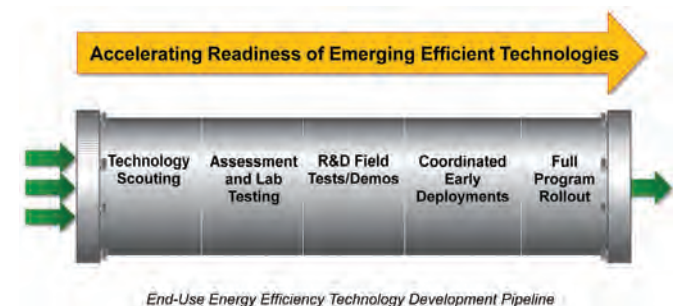 Accelerating Readiness of Emerging Efficient Technologies
Technology
Scouting
Assessment
and Lab
Testing
R&D Field
Tests/Demos
Coordinated
Early
Deployments
Full
Program
Rollout
End-Use Energy Efficiency Technology Development Pipeline